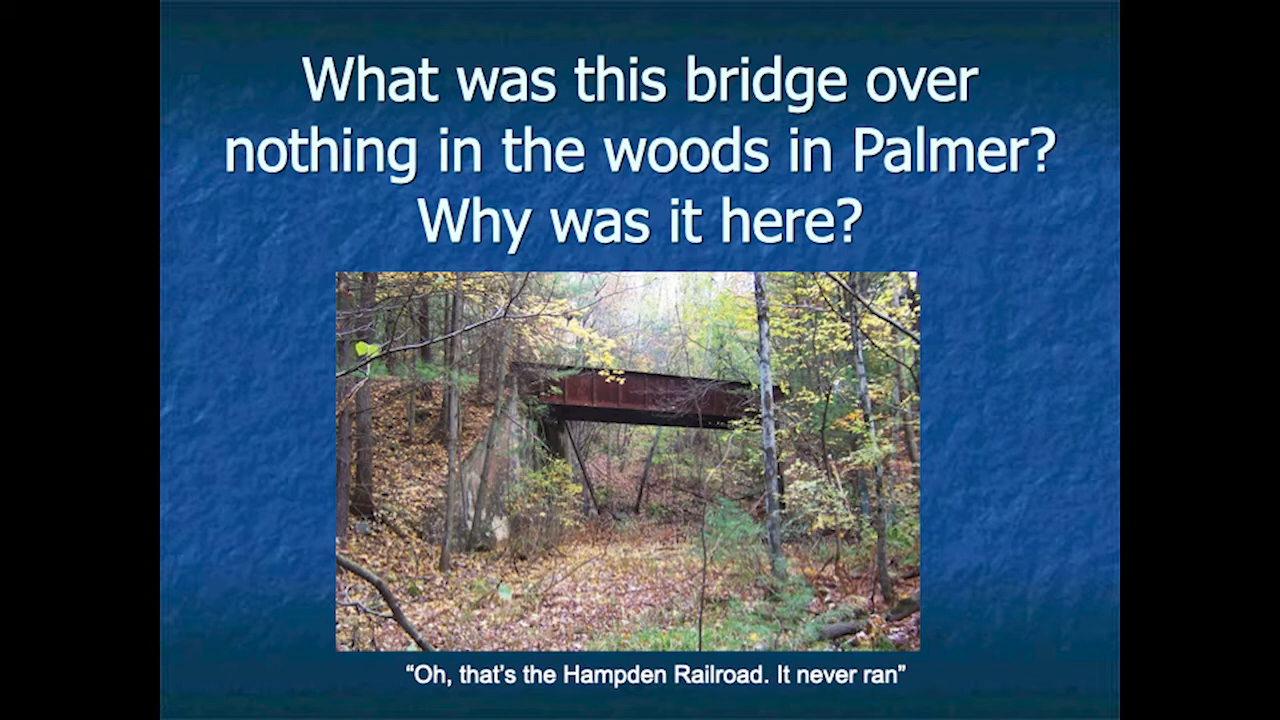 What was this bridge over
nothing in the woods in Palmer?
Why was it here?
“Oh, that’s the Hampden Railroad. It never ran”